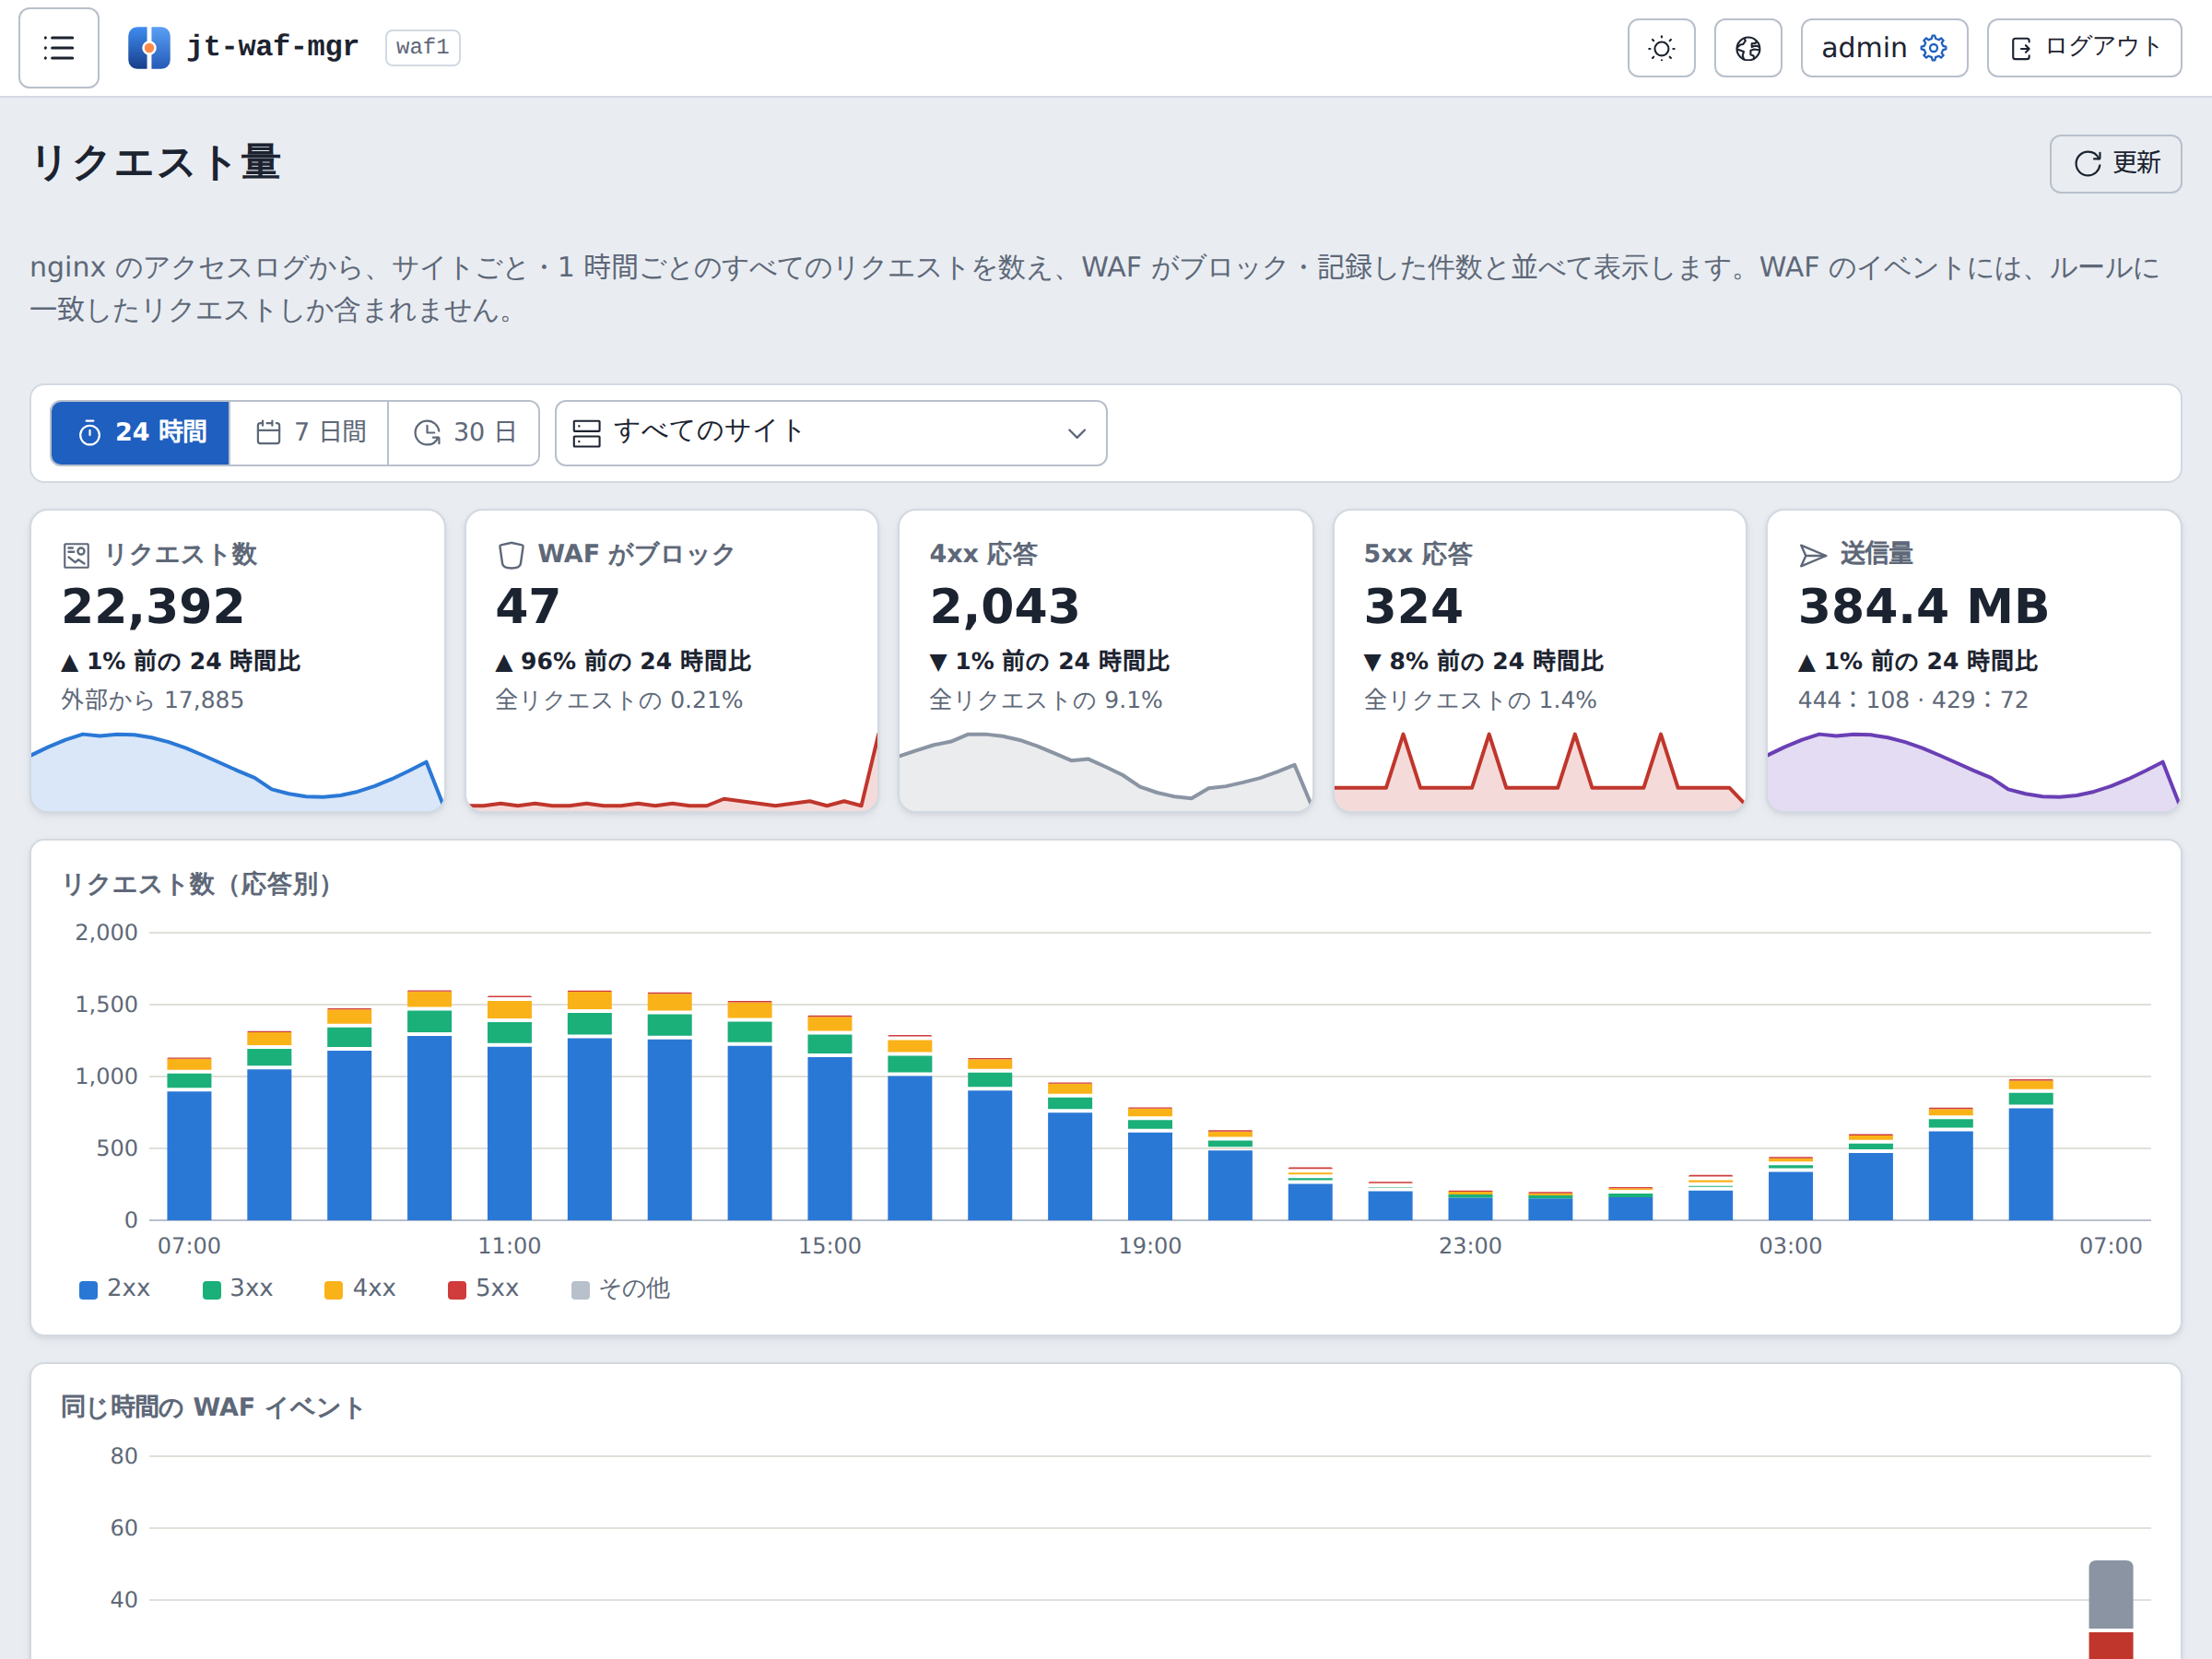 jt-waf-mgr
waf1
admin
ログアウト
リクエスト量
更新
nginx のアクセスログから、サイトごと・1 時間ごとのすべてのリクエストを数え、WAF がブロック・記録した件数と並べて表示します。WAF のイベントには、ルールに
一致したリクエストしか含まれません。
24 時間
7 日間
30 日
すべてのサイト
リクエスト数
22,392
▲ 1% 前の 24 時間比
外部から 17,885
WAF がブロック
47
▲ 96% 前の 24 時間比
全リクエストの 0.21%
4xx 応答
2,043
▼ 1% 前の 24 時間比
全リクエストの 9.1%
5xx 応答
324
▼ 8% 前の 24 時間比
全リクエストの 1.4%
送信量
384.4 MB
▲ 1% 前の 24 時間比
444：108 · 429：72
リクエスト数（応答別）
2,000
1,500
1,000
500
0
07:00
11:00
15:00
19:00
23:00
03:00
07:00
2xx
3xx
4xx
5xx
その他
同じ時間の WAF イベント
80
60
40